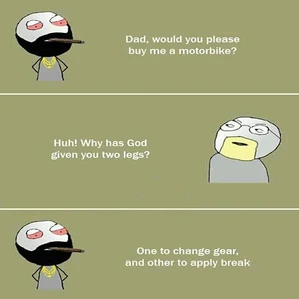 Dad, would you please
buy me a motorbike?
Huh! Why has God
given you two legs?
One to change gear,
and other to apply break